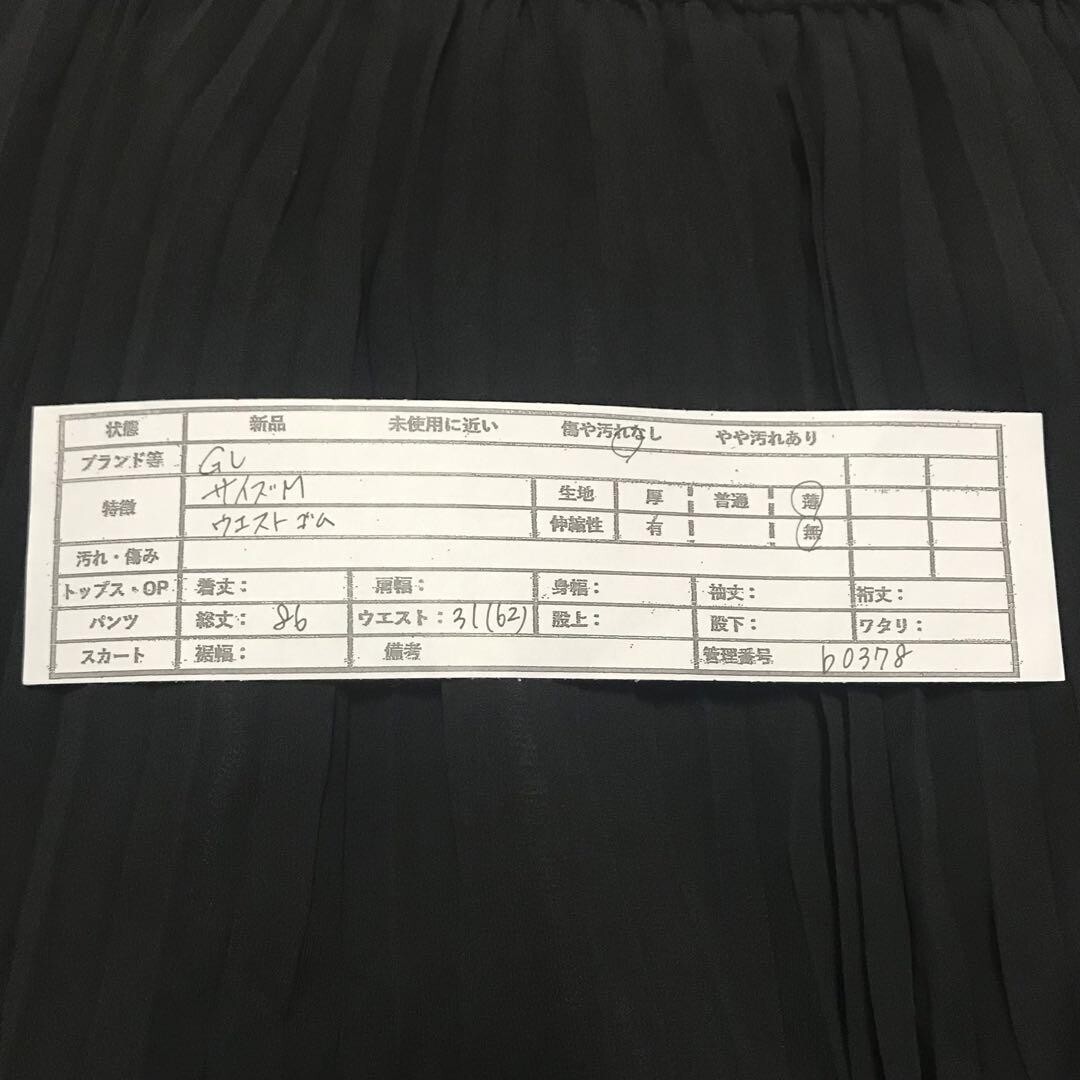 状態 新品 未使用に近い 傷や汚れなし やや汚れあり
ブランド等 GU
特徴 サイズM 生地 厚 普通 薄
ウエストゴム 伸縮性 有 無
汚れ・傷み
トップス・OP 着丈: 肩幅: 身幅: 袖丈: 裄丈:
パンツ 総丈: 86 ウエスト: 31(62) 股上: 股下: ワタリ:
スカート 裾幅: 備考 管理番号 b0378